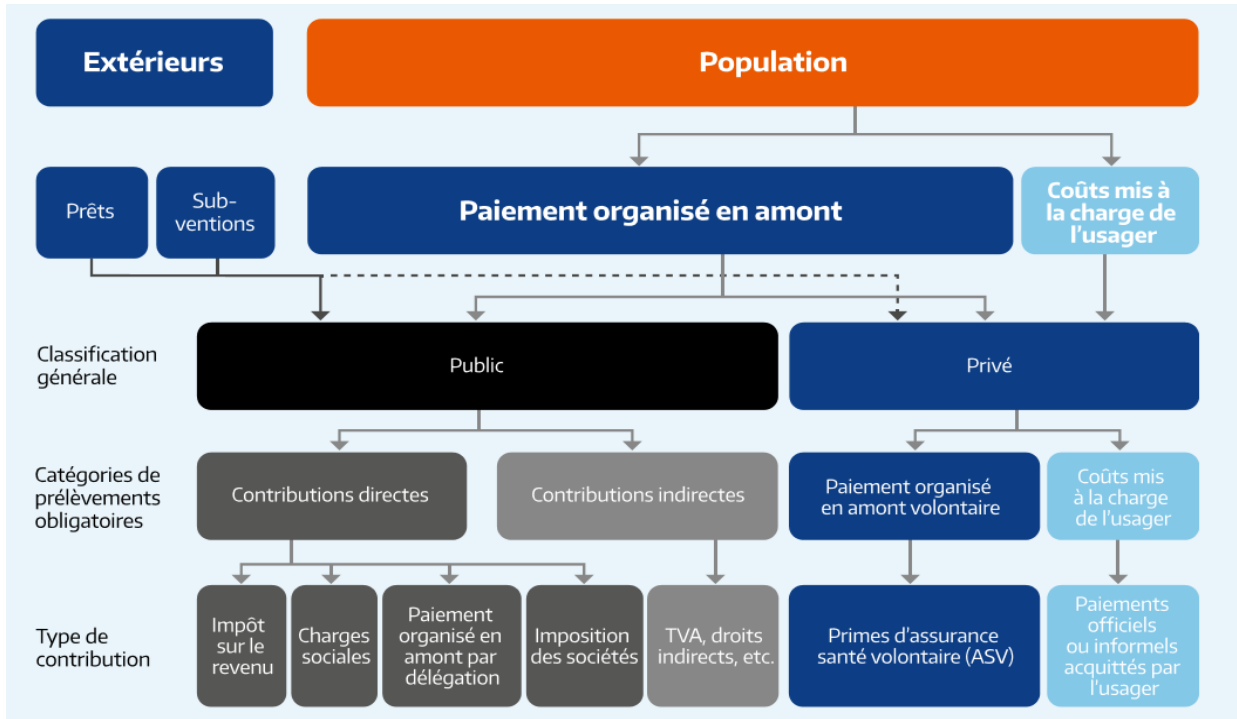 Extérieurs
Population
Prêts
Sub-
ventions
Paiement organisé en amont
Coûts mis à
la charge de
l'usager
Classification
générale
Public
Privé
Catégories de
prélèvements
obligatoires
Contributions directes
Contributions indirectes
Paiement organisé
en amont volontaire
Coûts mis
à la charge
de l'usager
Type de
contribution
Impôt
sur le
revenu
Charges
sociales
Paiement
organisé en
amont par
délégation
Imposition
des sociétés
TVA, droits
indirects, etc.
Primes d'assurance
santé volontaire (ASV)
Paiements
officiels
ou informels
acquittés par
l'usager